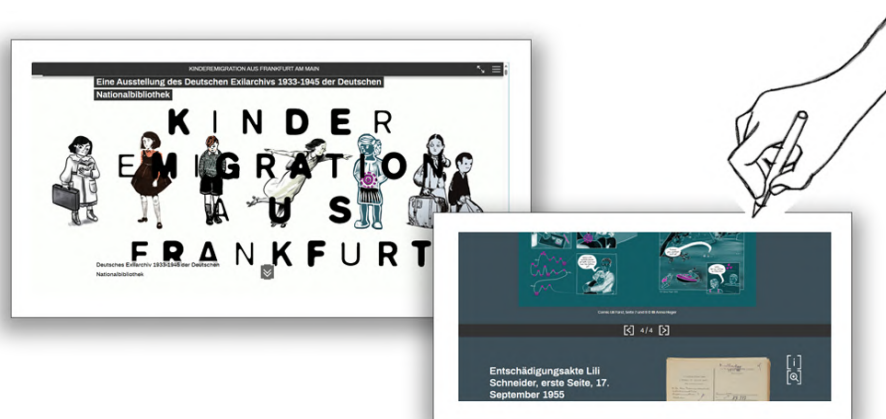 KINDEREMIGRATION AUS FRANKFURT AM MAIN
Eine Ausstellung des Deutschen Exilarchivs 1933-1945 der Deutschen
Nationalbibliothek
KINDER
EMIGRATION
AUS
FRANKFURT
Deutsches Exilarchiv 1933-1945 der Deutschen
Nationalbibliothek
4/4
Entschädigungsakte Lili
Schneider, erste Seite, 17.
September 1955